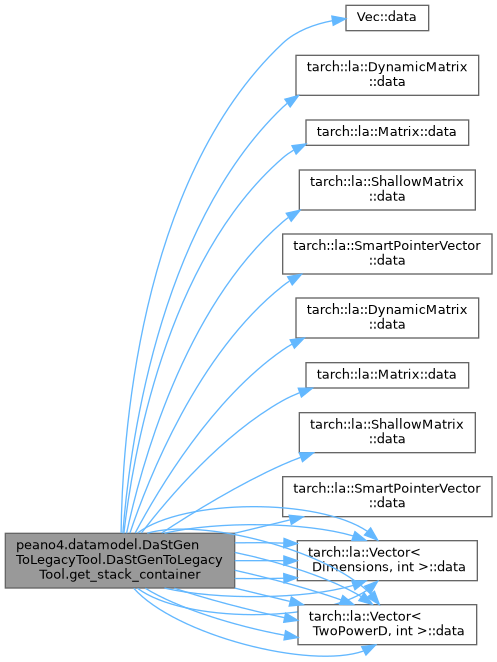 Vec::data
tarch::la::DynamicMatrix
::data
tarch::la::Matrix::data
tarch::la::ShallowMatrix
::data
tarch::la::SmartPointerVector
::data
tarch::la::DynamicMatrix
::data
tarch::la::Matrix::data
tarch::la::ShallowMatrix
::data
tarch::la::SmartPointerVector
::data
peano4.datamodel.DaStGen
ToLegacyTool.DaStGenToLegacy
Tool.get_stack_container
tarch::la::Vector<
Dimensions, int >::data
tarch::la::Vector<
TwoPowerD, int >::data